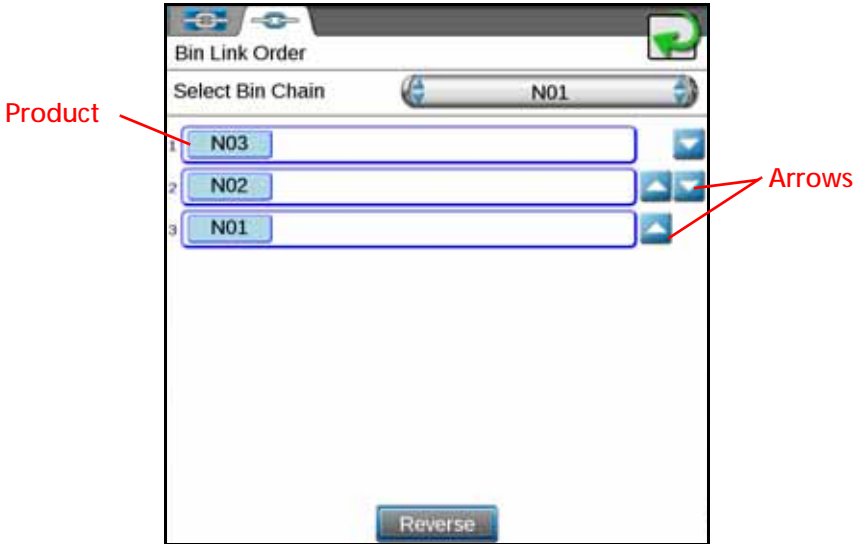 Bin Link Order
Select Bin Chain N01
Product
1 N03
2 N02
Arrows
3 N01
Reverse